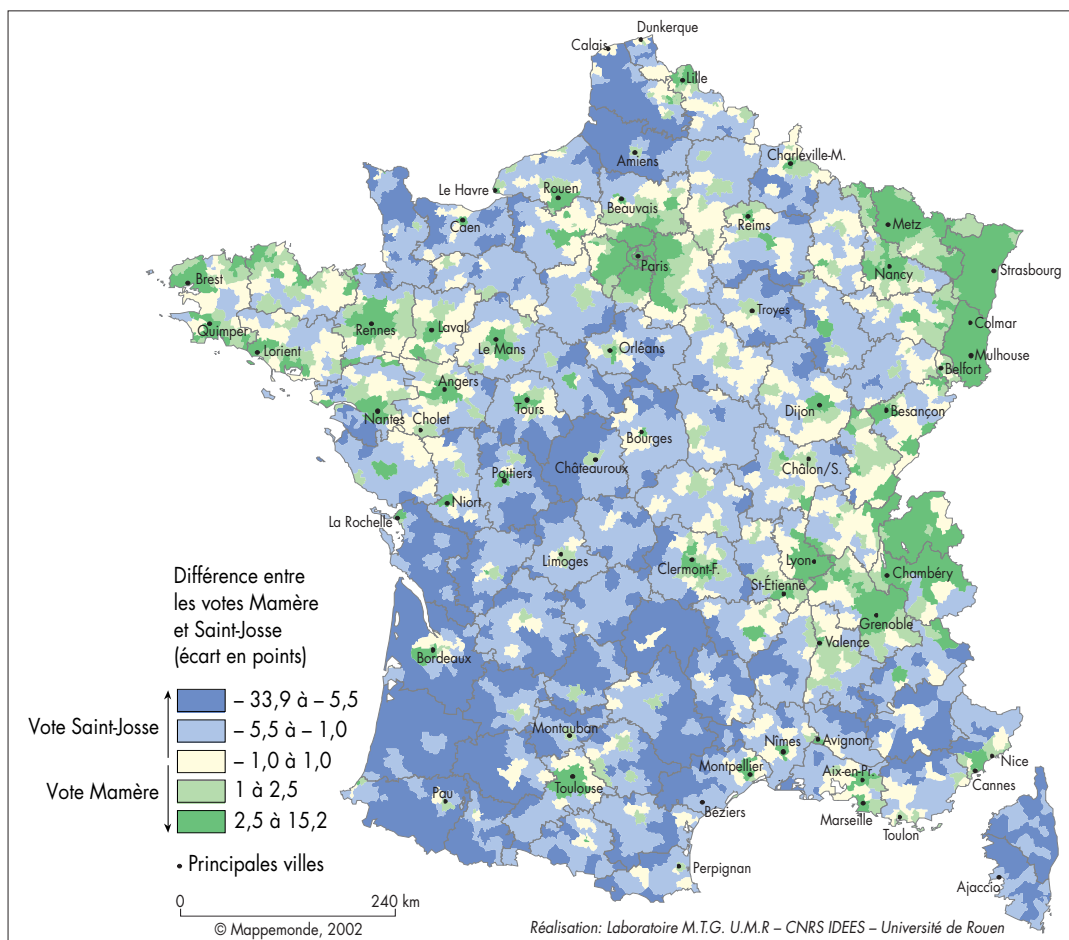 Dunkerque
Calais
Lille
Amiens
Charleville-M.
Le Havre
Rouen
Beauvais
Caen
Reims
Metz
Paris
Nancy
Strasbourg
Brest
Troyes
Quimper
Rennes
Laval
Colmar
Lorient
Le Mans
Orléans
Mulhouse
Belfort
Angers
Tours
Dijon
Besançon
Nantes
Cholet
Bourges
Châteauroux
Châlon/S.
Poitiers
Niort
La Rochelle
Limoges
Clermont-F.
Lyon
Chambéry
St-Étienne
Grenoble
Valence
Bordeaux
Montauban
Nîmes
Avignon
Montpellier
Aix-en-Pr.
Nice
Cannes
Toulouse
Pau
Béziers
Marseille
Toulon
Perpignan
Ajaccio
Différence entre
les votes Mamère
et Saint-Josse
(écart en points)
Vote Saint-Josse
Vote Mamère
– 33,9 à – 5,5
– 5,5 à – 1,0
– 1,0 à 1,0
1 à 2,5
2,5 à 15,2
• Principales villes
0 240 km
© Mappemonde, 2002
Réalisation: Laboratoire M.T.G. U.M.R – CNRS IDEES – Université de Rouen